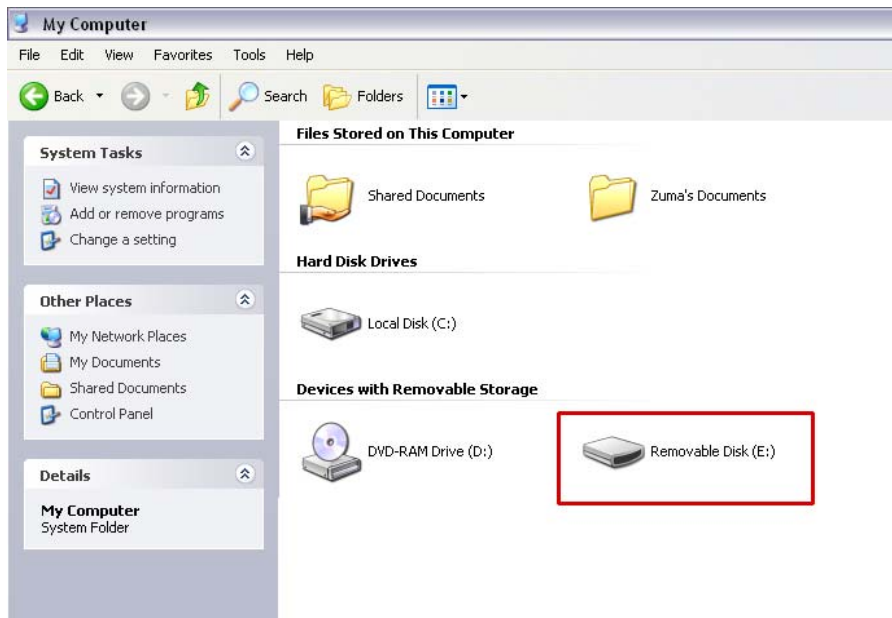 My Computer
File Edit View Favorites Tools Help
Back Search Folders
System Tasks
View system information
Add or remove programs
Change a setting
Other Places
My Network Places
My Documents
Shared Documents
Control Panel
Details
My Computer
System Folder
Files Stored on This Computer
Shared Documents Zuma's Documents
Hard Disk Drives
Local Disk (C:)
Devices with Removable Storage
DVD-RAM Drive (D:) Removable Disk (E:)